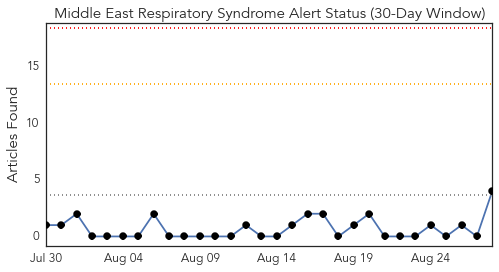 Middle East Respiratory Syndrome Alert Status (30-Day Window)
Articles Found
15
10
5
0
Jul 30 Aug 04 Aug 09 Aug 14 Aug 19 Aug 24